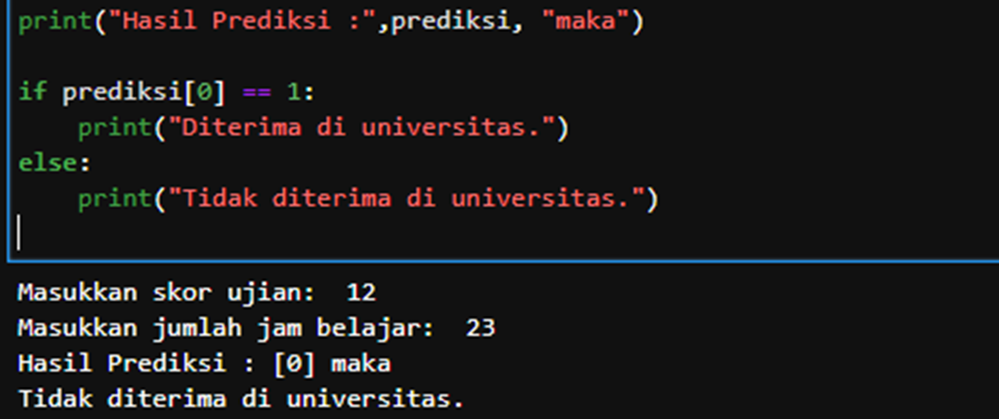 print("Hasil Prediksi :",prediksi, "maka")
if prediksi[0] == 1:
    print("Diterima di universitas.")
else:
    print("Tidak diterima di universitas.")
Masukkan skor ujian:  12
Masukkan jumlah jam belajar:  23
Hasil Prediksi : [0] maka
Tidak diterima di universitas.